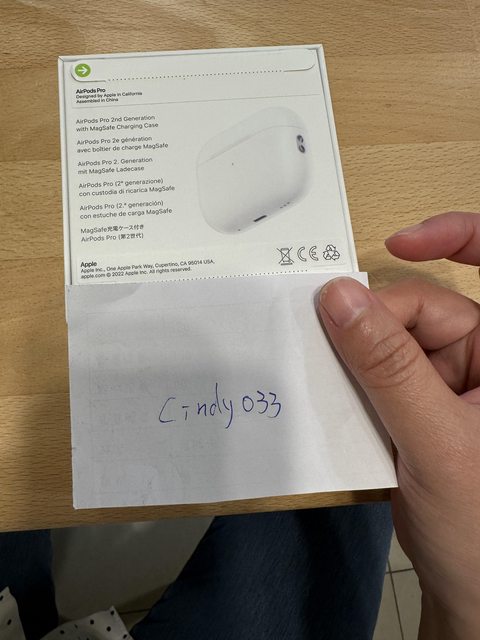 AirPods Pro
Designed by Apple in California
Assembled in China
AirPods Pro 2nd Generation
with MagSafe Charging Case
AirPods Pro 2e génération
avec boîtier de charge MagSafe
AirPods Pro 2. Generation
mit MagSafe Ladecase
AirPods Pro (2ª generazione)
con custodia di ricarica MagSafe
AirPods Pro (2.ª generación)
con estuche de carga MagSafe
MagSafe充電ケース付き
AirPods Pro (第2世代)
Apple
Apple Inc., One Apple Park Way, Cupertino, CA 95014 USA.
apple.com © 2022 Apple Inc. All rights reserved.
CE
Cindy 033